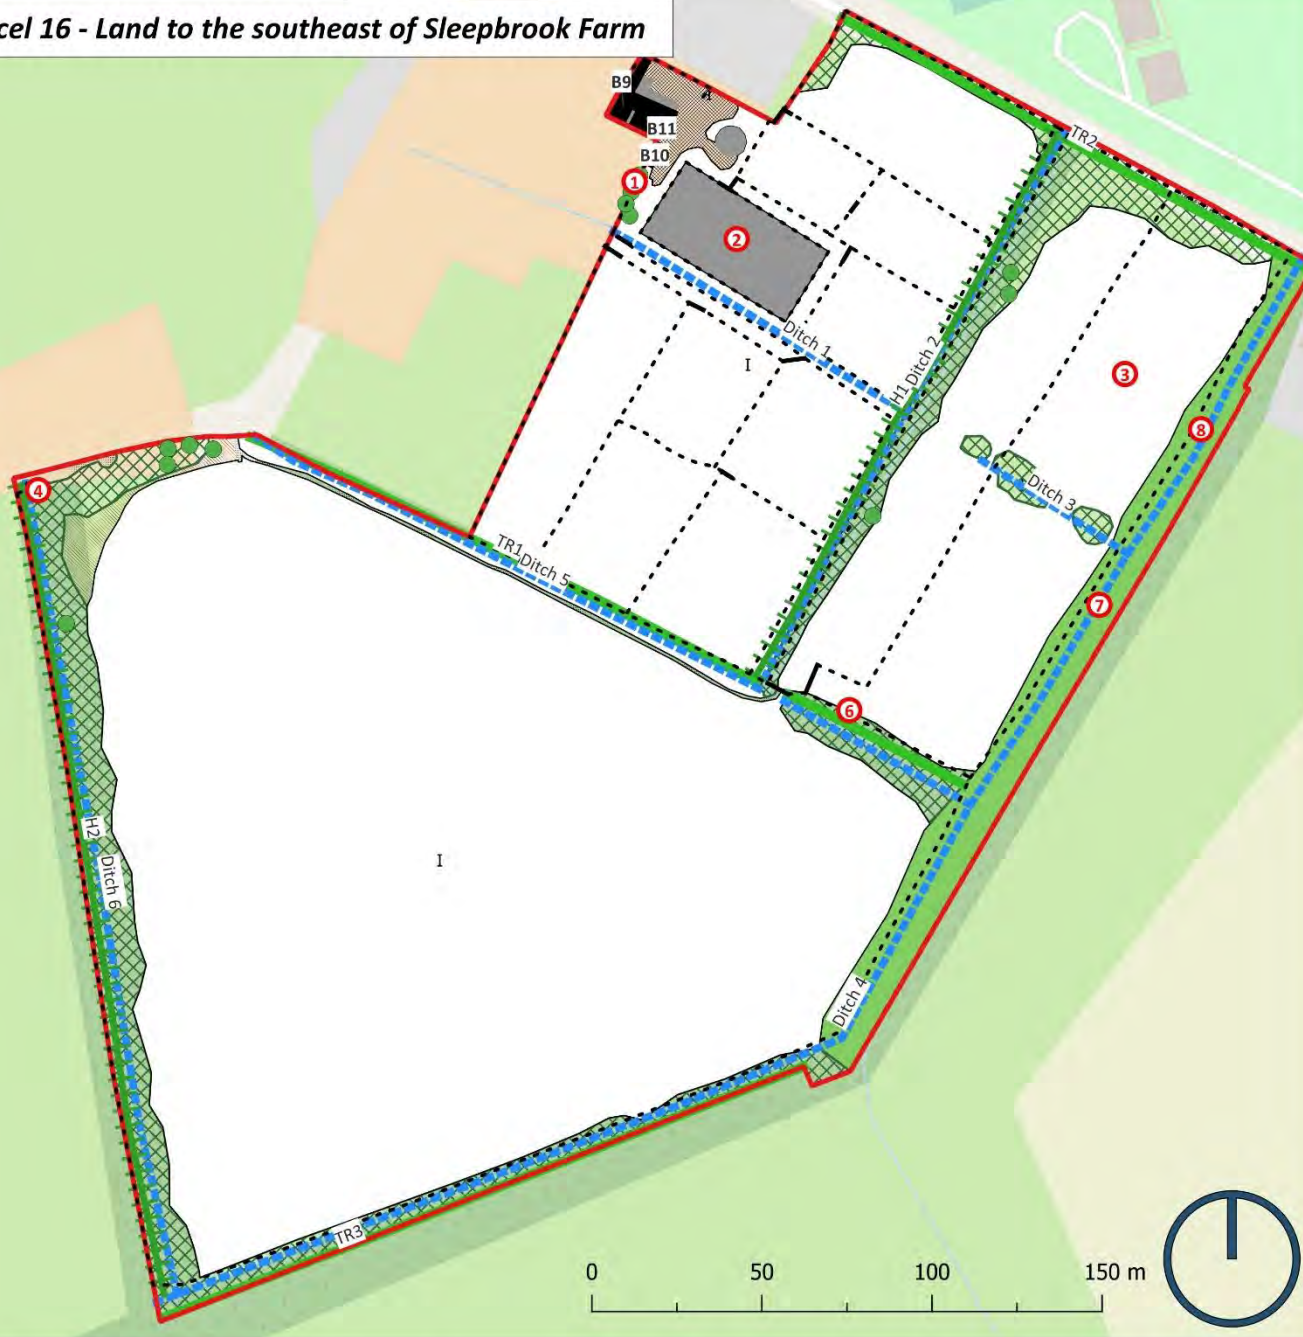 cel 16 - Land to the southeast of Sleepbrook Farm
B9
A
B11
B10
1
2
TR2
Ditch 1
I
H1 Ditch 2
3
8
Ditch 3
4
TR1 Ditch 5
7
6
H2
Ditch 6
I
Ditch 4
TR3
0 50 100 150 m